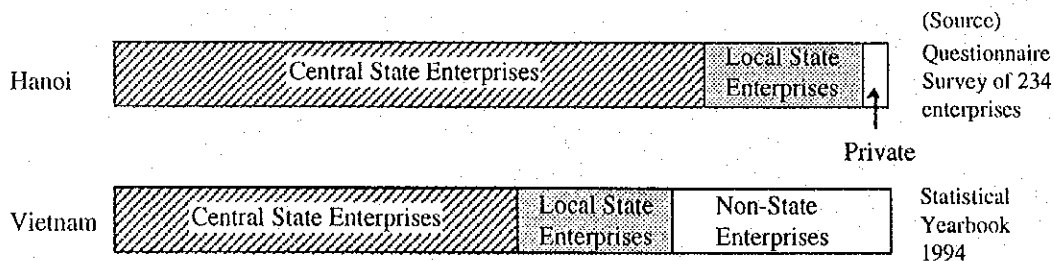 (Source)
Hanoi
Central State Enterprises
Local State
Enterprises
Questionnaire
Survey of 234
enterprises
Private
Vietnam
Central State Enterprises
Local State
Enterprises
Non-State
Enterprises
Statistical
Yearbook
1994